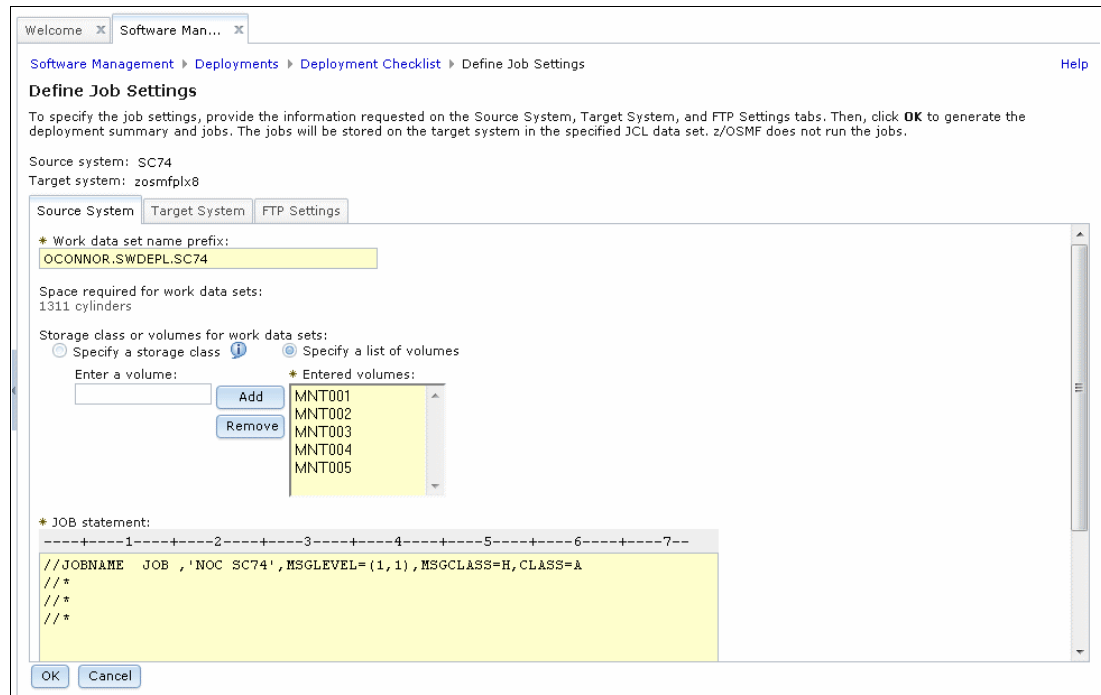 Welcome x Software Man... x
Software Management ▸ Deployments ▸ Deployment Checklist ▸ Define Job Settings Help
Define Job Settings
To specify the job settings, provide the information requested on the Source System, Target System, and FTP Settings tabs. Then, click OK to generate the
deployment summary and jobs. The jobs will be stored on the target system in the specified JCL data set. z/OSMF does not run the jobs.
Source system: SC74
Target system: zosmfplx8
Source System Target System FTP Settings
* Work data set name prefix:
OCONNOR.SWDEPL.SC74
Space required for work data sets:
1311 cylinders
Storage class or volumes for work data sets:
Specify a storage class i Specify a list of volumes
Enter a volume: * Entered volumes:
Add
Remove
MNT001
MNT002
MNT003
MNT004
MNT005
* JOB statement:
----+----1----+----2----+----3----+----4----+----5----+----6----+----7--
//JOBNAME  JOB ,'NOC SC74',MSGLEVEL=(1,1),MSGCLASS=H,CLASS=A
//*
//*
//*
OK Cancel